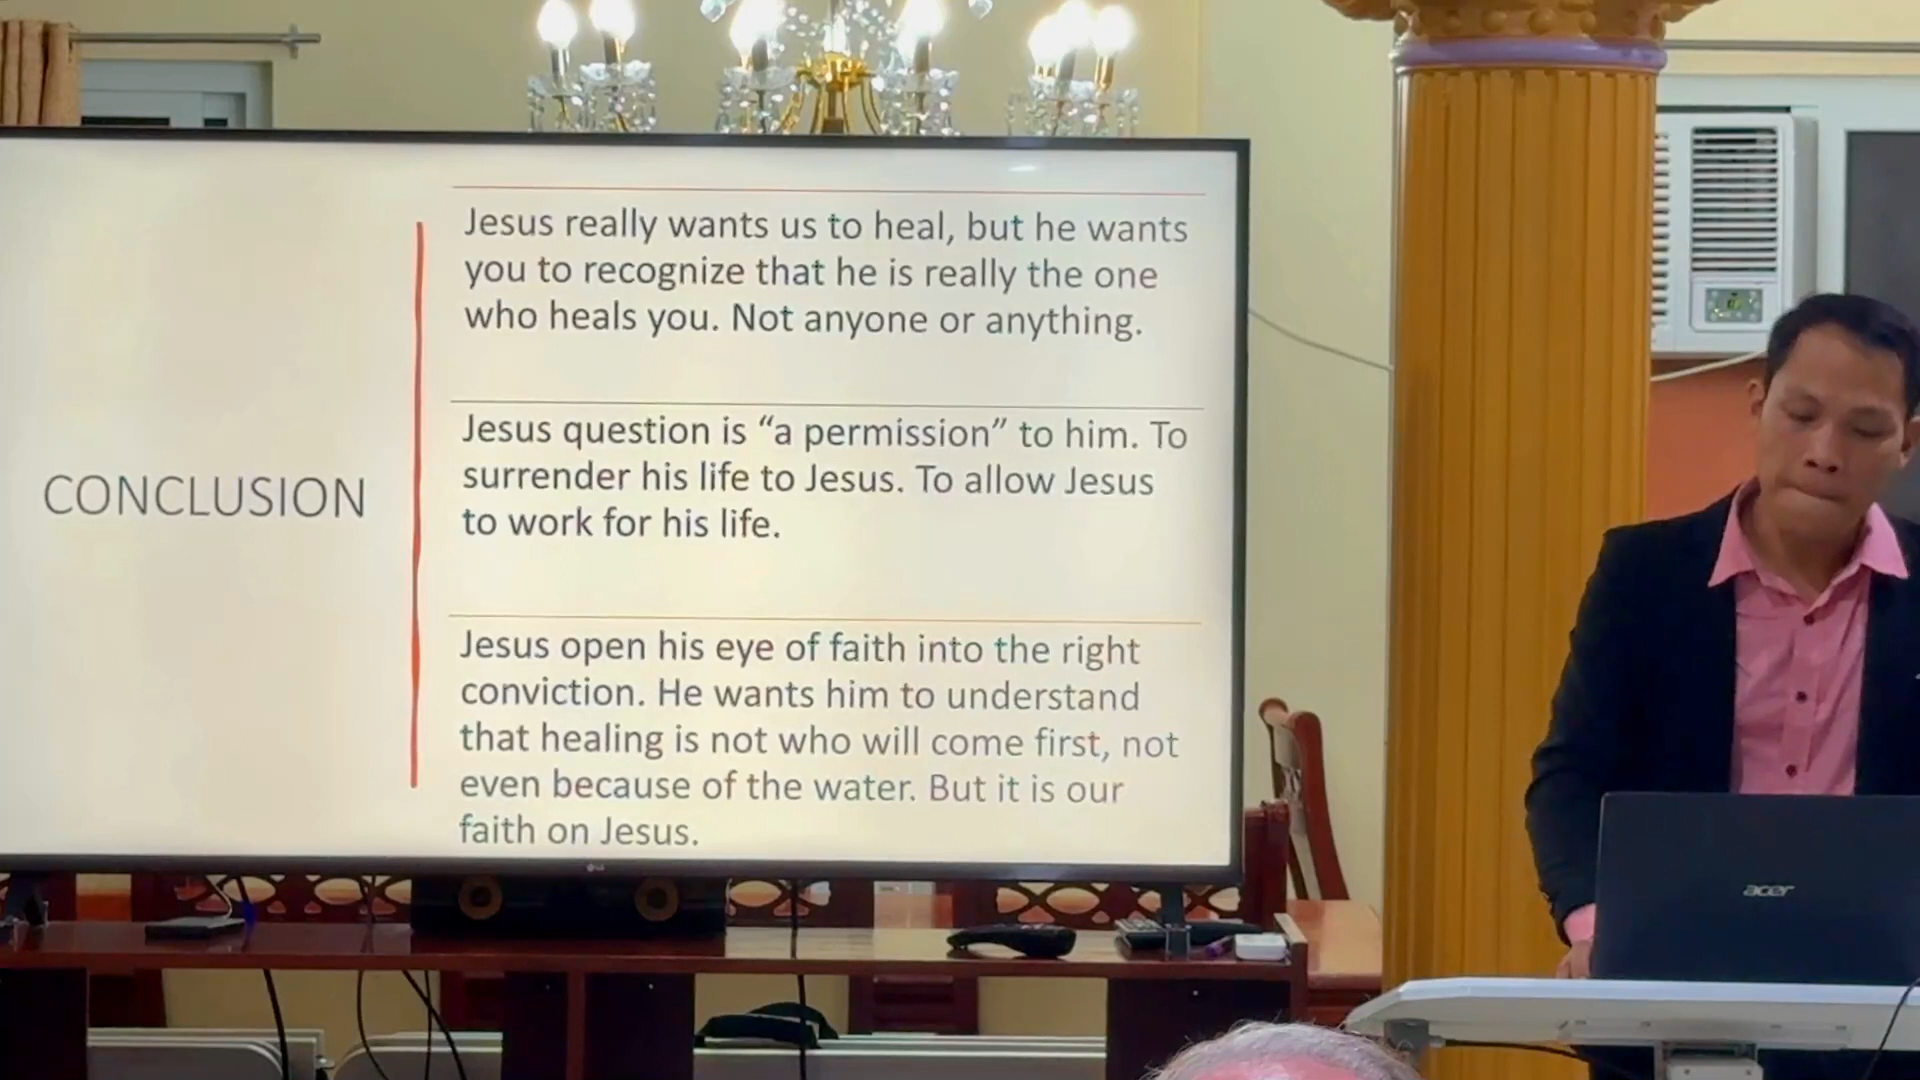 CONCLUSION
Jesus really wants us to heal, but he wants
you to recognize that he is really the one
who heals you. Not anyone or anything.
Jesus question is “a permission” to him. To
surrender his life to Jesus. To allow Jesus
to work for his life.
Jesus open his eye of faith into the right
conviction. He wants him to understand
that healing is not who will come first, not
even because of the water. But it is our
faith on Jesus.
LG
acer